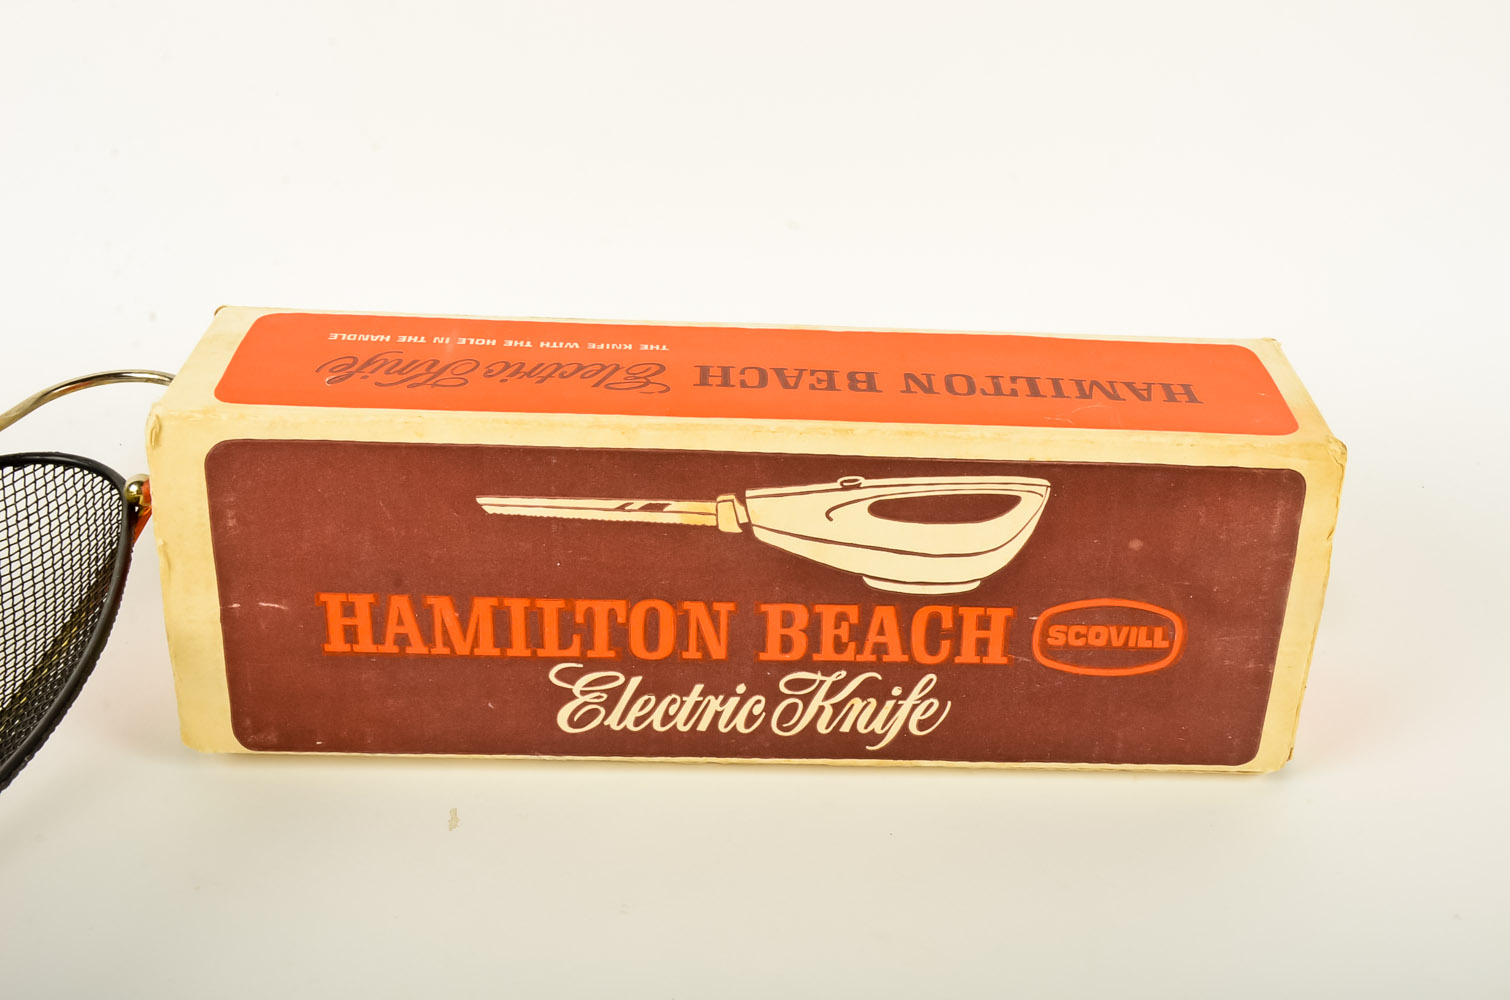 HAMILTON BEACH Electric Knife
THE KNIFE WITH THE HOLE IN THE HANDLE
HAMILTON BEACH SCOVILL
Electric Knife